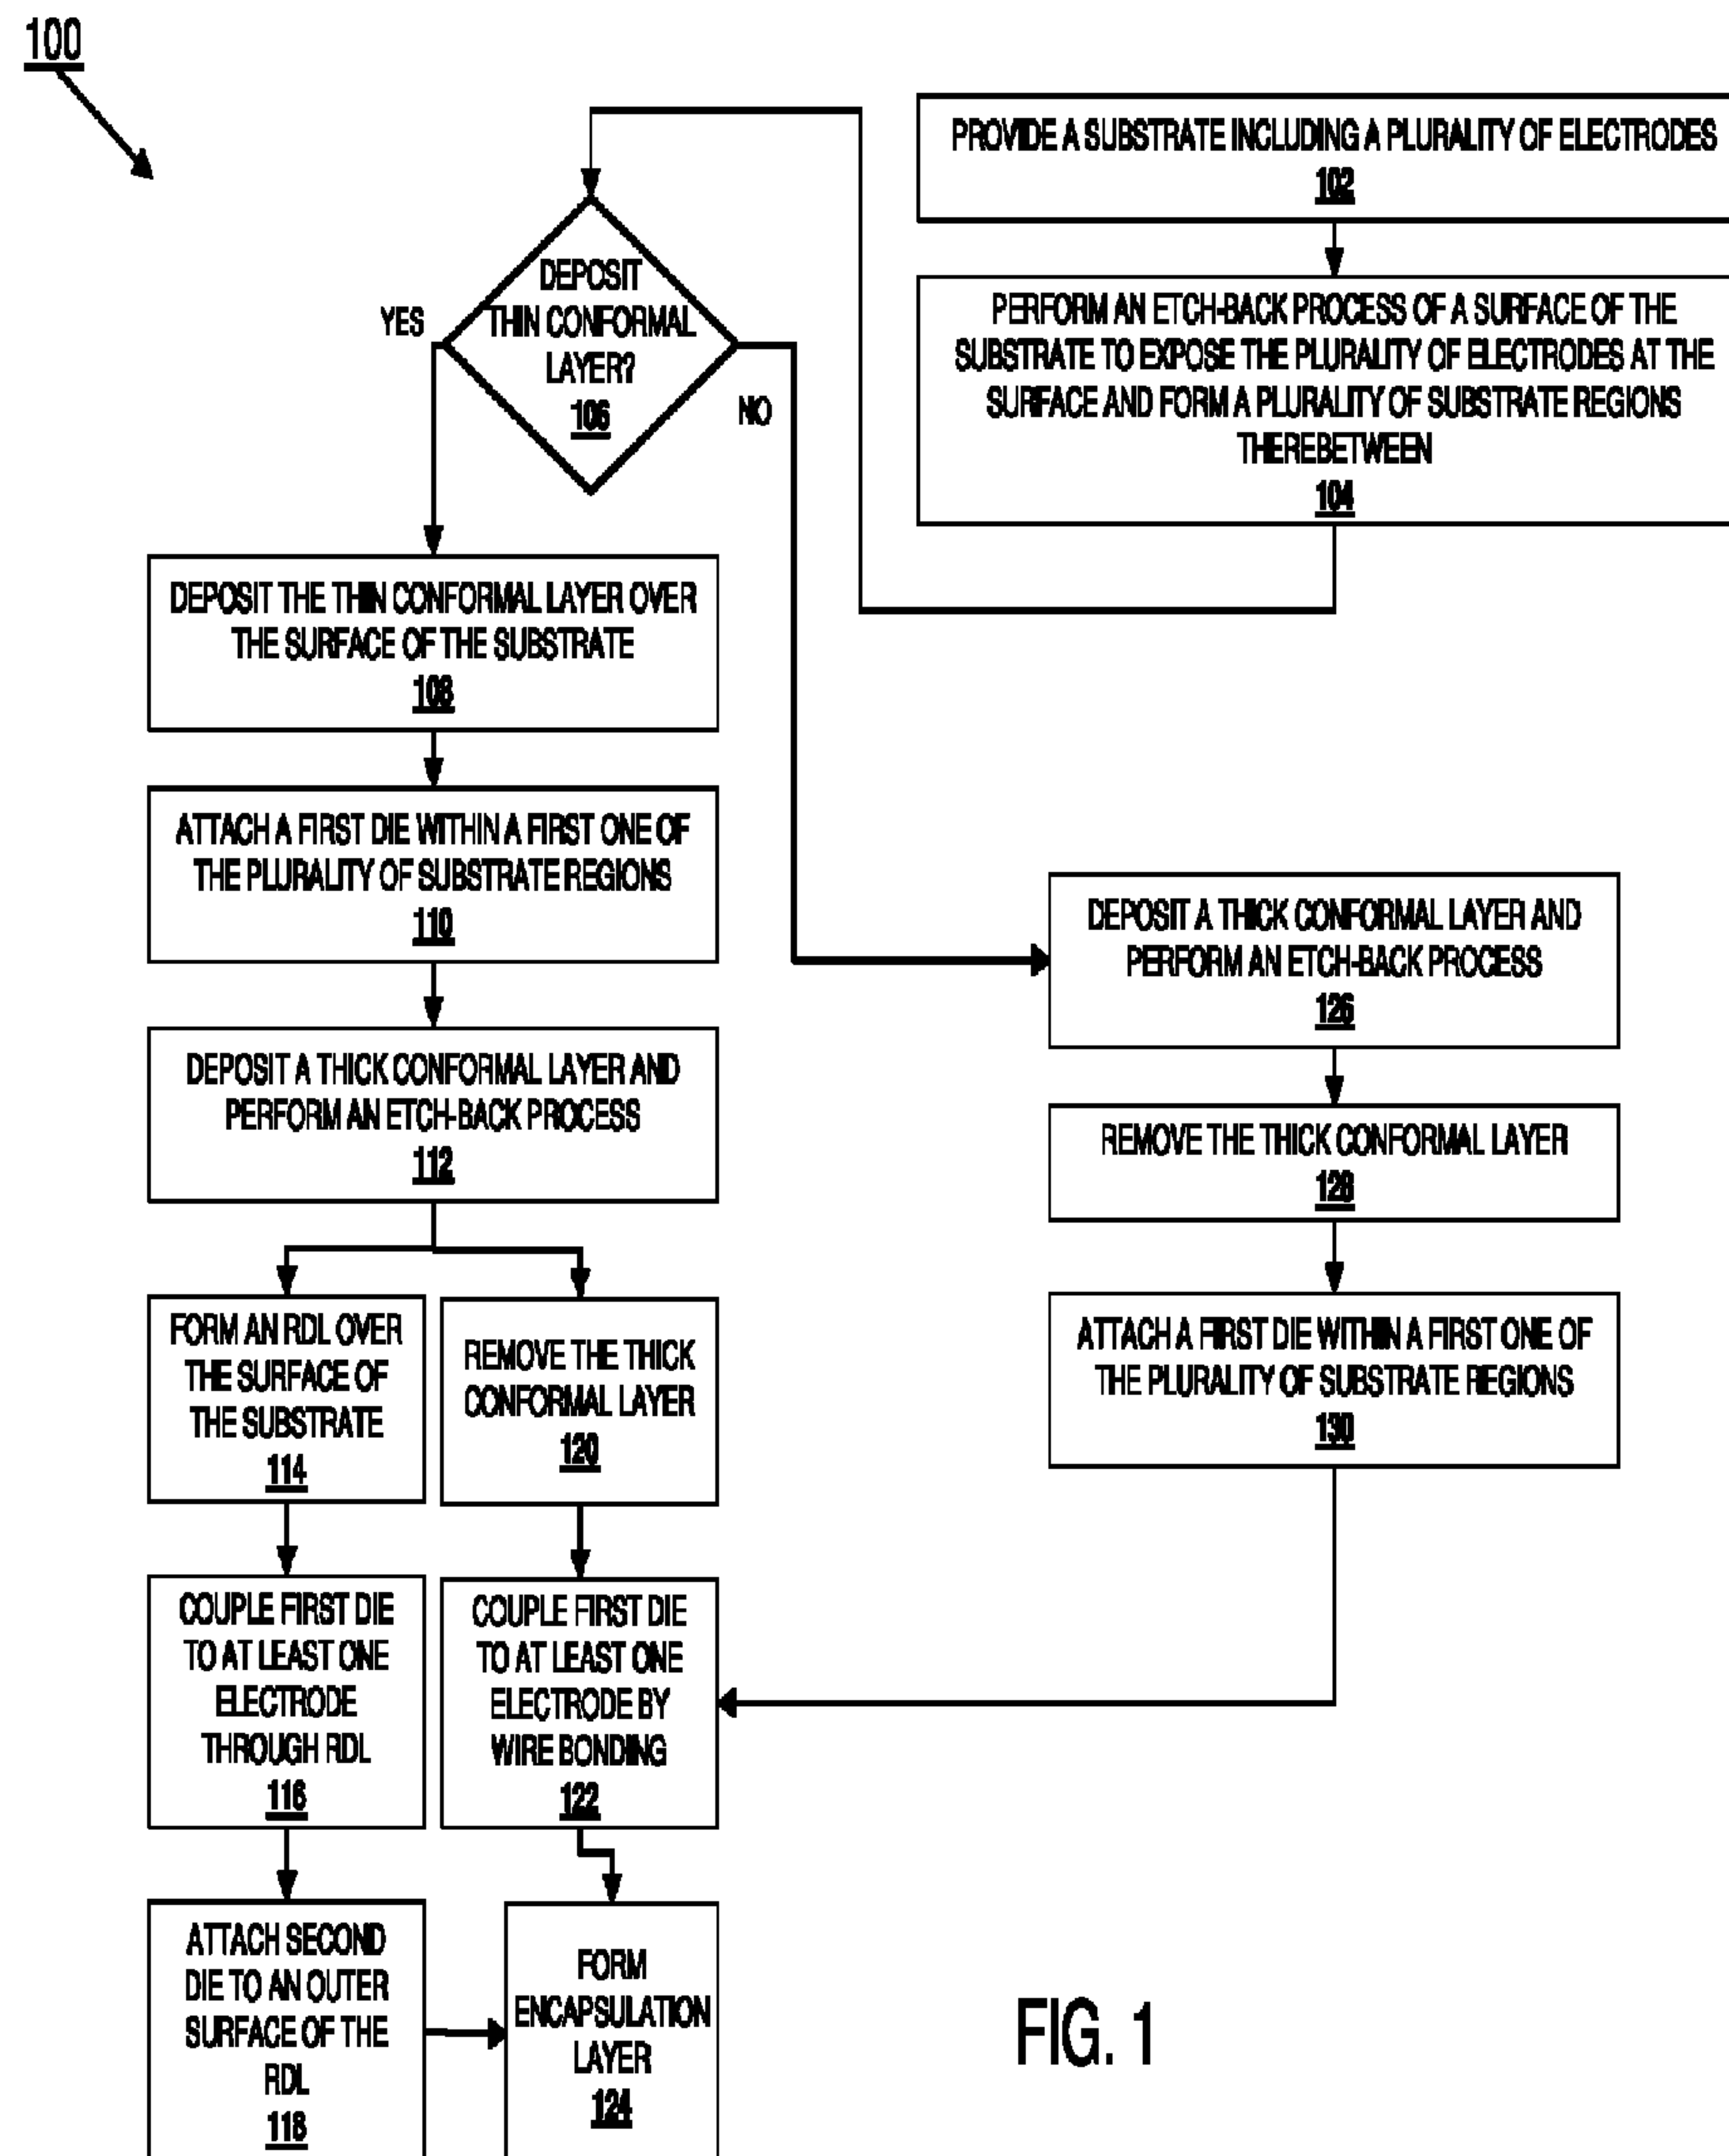 100
PROVIDE A SUBSTRATE INCLUDING A PLURALITY OF ELECTRODES
102
PERFORM AN ETCH-BACK PROCESS OF A SURFACE OF THE
SUBSTRATE TO EXPOSE THE PLURALITY OF ELECTRODES AT THE
SURFACE AND FORM A PLURALITY OF SUBSTRATE REGIONS
THEREBETWEEN
104
DEPOSIT
THIN CONFORMAL
LAYER?
106
YES
NO
DEPOSIT THE THIN CONFORMAL LAYER OVER
THE SURFACE OF THE SUBSTRATE
108
ATTACH A FIRST DIE WITHIN A FIRST ONE OF
THE PLURALITY OF SUBSTRATE REGIONS
110
DEPOSIT A THICK CONFORMAL LAYER AND
PERFORM AN ETCH-BACK PROCESS
112
FORM AN RDL OVER
THE SURFACE OF
THE SUBSTRATE
114
COUPLE FIRST DIE
TO AT LEAST ONE
ELECTRODE
THROUGH RDL
116
ATTACH SECOND
DIE TO AN OUTER
SURFACE OF THE
RDL
118
REMOVE THE THICK
CONFORMAL LAYER
120
COUPLE FIRST DIE
TO AT LEAST ONE
ELECTRODE BY
WIRE BONDING
122
FORM
ENCAPSULATION
LAYER
124
DEPOSIT A THICK CONFORMAL LAYER AND
PERFORM AN ETCH-BACK PROCESS
126
REMOVE THE THICK CONFORMAL LAYER
128
ATTACH A FIRST DIE WITHIN A FIRST ONE OF
THE PLURALITY OF SUBSTRATE REGIONS
130
FIG. 1